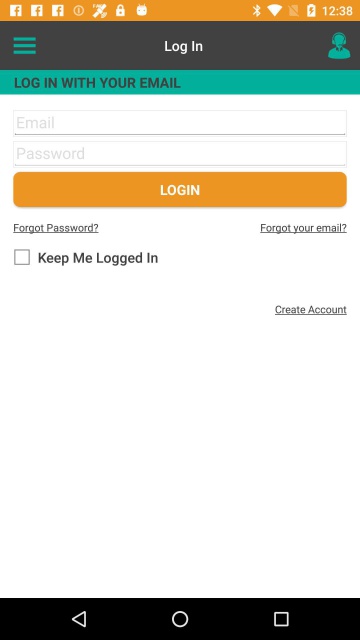 12:38
Log In
LOG IN WITH YOUR EMAIL
Email
Password
LOGIN
Forgot Password?
Forgot your email?
Keep Me Logged In
Create Account